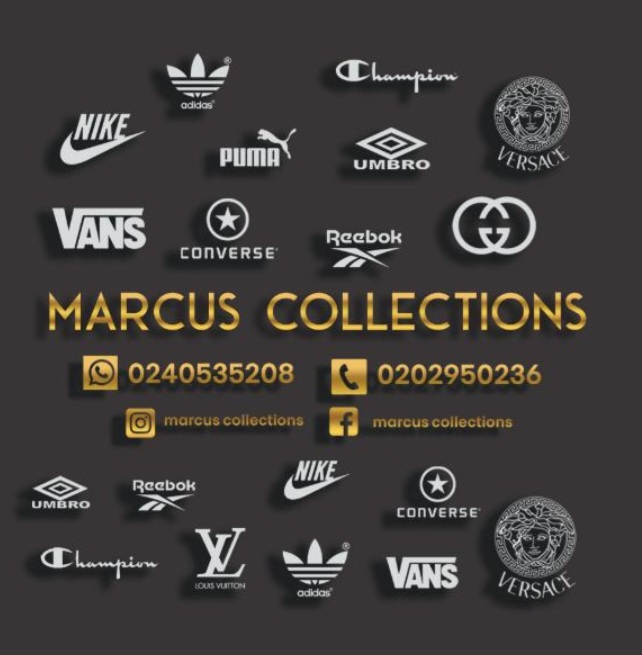 adidas®
Champion
NIKE
PUMA
UMBRO
VERSACE
VANS
CONVERSE
Reebok
MARCUS COLLECTIONS
0240535208
0202950236
marcus collections
marcus collections
UMBRO
Reebok
NIKE
CONVERSE
Champion
LV
LOUIS VUITTON
adidas®
VANS
VERSACE